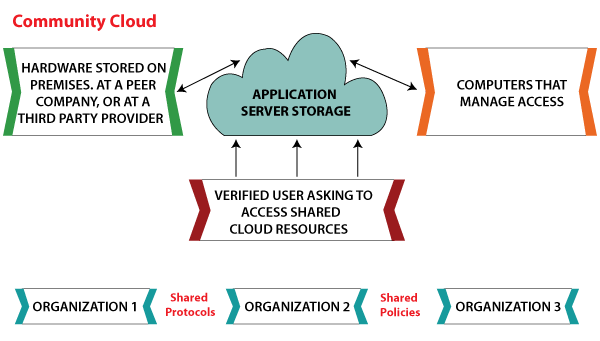 Community Cloud
HARDWARE STORED ON
PREMISES. AT A PEER
COMPANY, OR AT A
THIRD PARTY PROVIDER
APPLICATION
SERVER STORAGE
COMPUTERS THAT
MANAGE ACCESS
VERIFIED USER ASKING TO
ACCESS SHARED
CLOUD RESOURCES
ORGANIZATION 1
Shared
Protocols
ORGANIZATION 2
Shared
Policies
ORGANIZATION 3